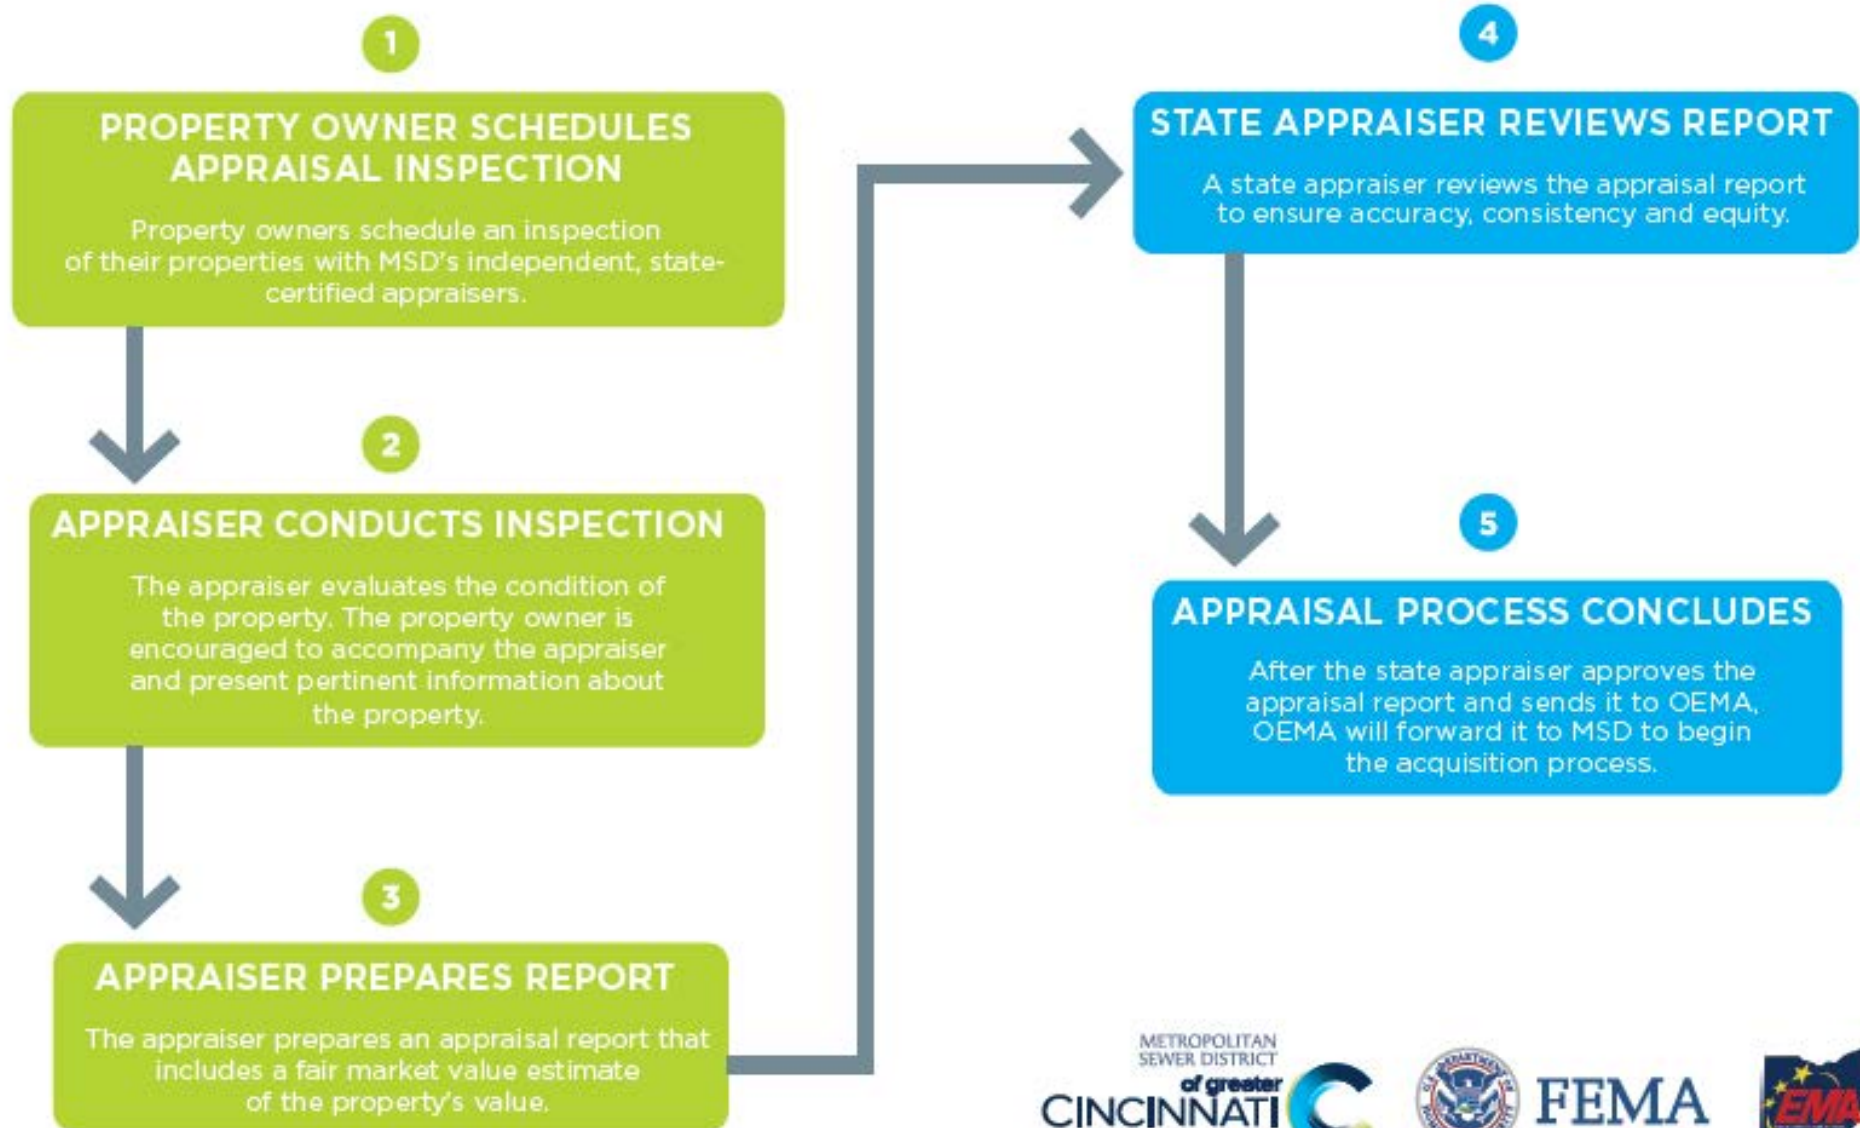 1
PROPERTY OWNER SCHEDULES
APPRAISAL INSPECTION
Property owners schedule an inspection
of their properties with MSD's independent, state-
certified appraisers.
2
APPRAISER CONDUCTS INSPECTION
The appraiser evaluates the condition of
the property. The property owner is
encouraged to accompany the appraiser
and present pertinent information about
the property.
3
APPRAISER PREPARES REPORT
The appraiser prepares an appraisal report that
includes a fair market value estimate
of the property's value.
4
STATE APPRAISER REVIEWS REPORT
A state appraiser reviews the appraisal report
to ensure accuracy, consistency and equity.
5
APPRAISAL PROCESS CONCLUDES
After the state appraiser approves the
appraisal report and sends it to OEMA,
OEMA will forward it to MSD to begin
the acquisition process.
METROPOLITAN
SEWER DISTRICT
of greater
CINCINNATI
FEMA
EMA